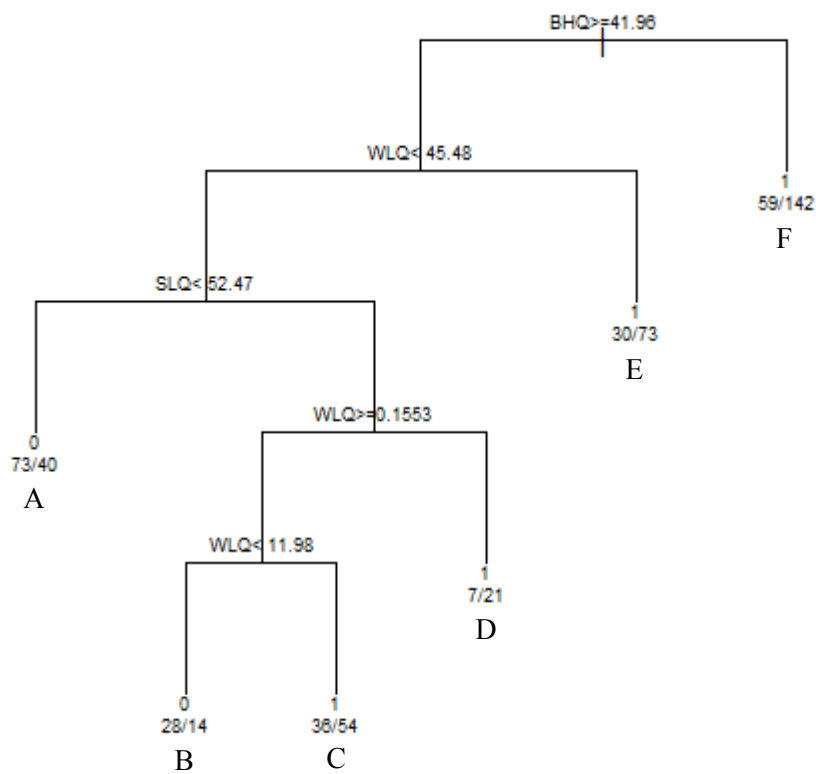 BHQ>=41.96
WLQ< 45.48
1
59/142
F
SLQ< 52.47
1
30/73
E
WLQ>=0.1553
0
73/40
A
WLQ< 11.98
1
7/21
D
0
28/14
B
1
36/54
C